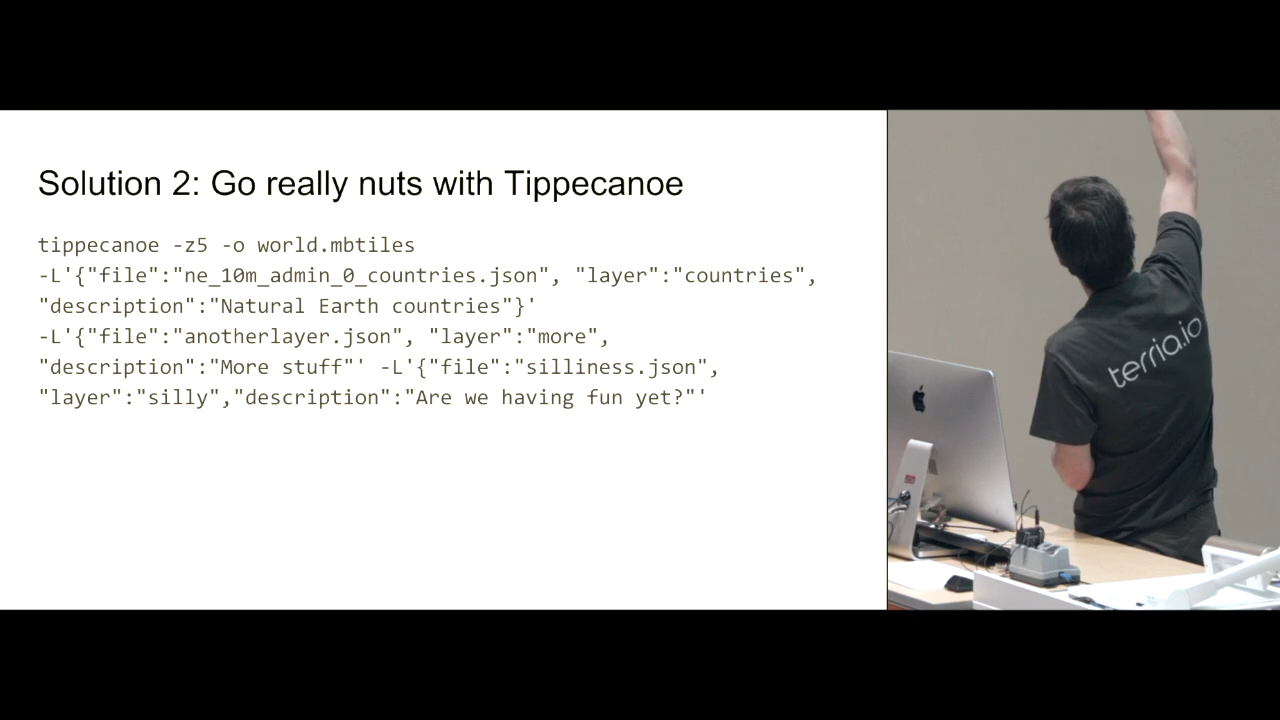 Solution 2: Go really nuts with Tippecanoe
tippecanoe -z5 -o world.mbtiles
-L'{"file":"ne_10m_admin_0_countries.json", "layer":"countries",
"description":"Natural Earth countries"}'
-L'{"file":"anotherlayer.json", "layer":"more",
"description":"More stuff"' -L'{"file":"silliness.json",
"layer":"silly","description":"Are we having fun yet?"'
terria.io